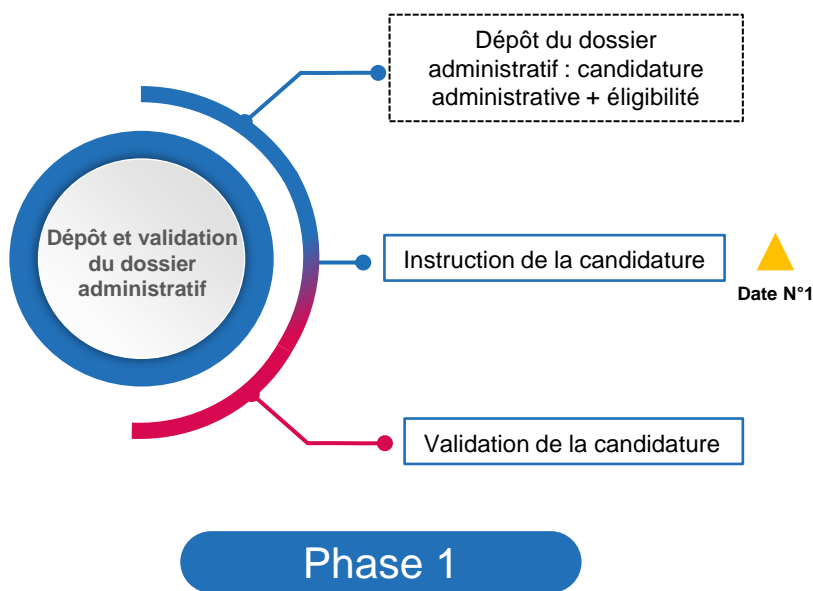 Dépôt du dossier
administratif : candidature
administrative + éligibilité
Dépôt et validation
du dossier
administratif
Instruction de la candidature
Date N°1
Validation de la candidature
Phase 1